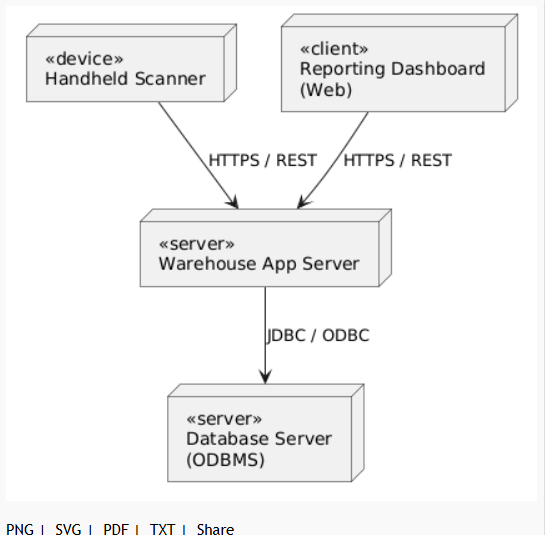 «device»
Handheld Scanner
«client»
Reporting Dashboard
(Web)
HTTPS / REST
HTTPS / REST
«server»
Warehouse App Server
JDBC / ODBC
«server»
Database Server
(ODBMS)
PNG | SVG | PDF | TXT | Share